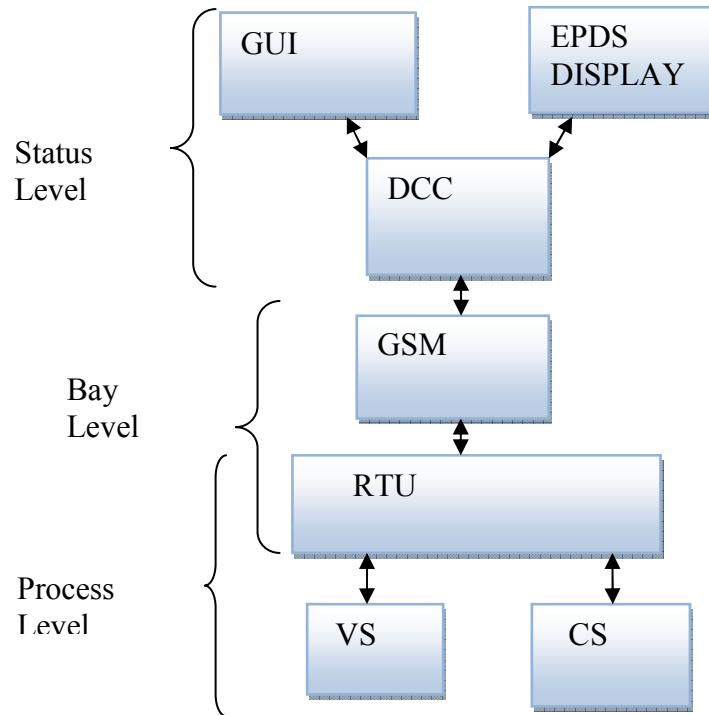 GUI
EPDS
DISPLAY
Status
Level
DCC
GSM
Bay
Level
RTU
Process
Level
VS
CS